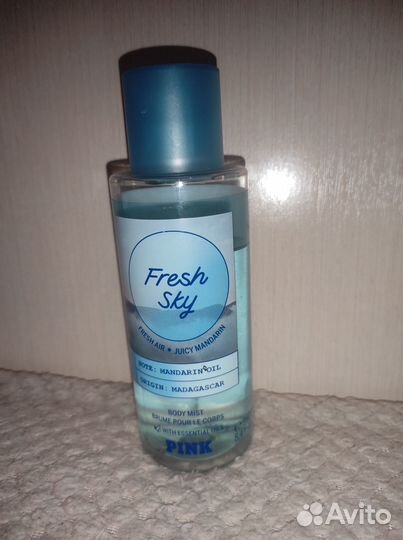 Fresh
Sky
FRESH AIR ★ JUICY MANDARIN
NOTE: MANDARIN OIL
ORIGIN: MADAGASCAR
BODY MIST
BRUME POUR LE CORPS
WITH ESSENTIAL OILS
PINK
Avito